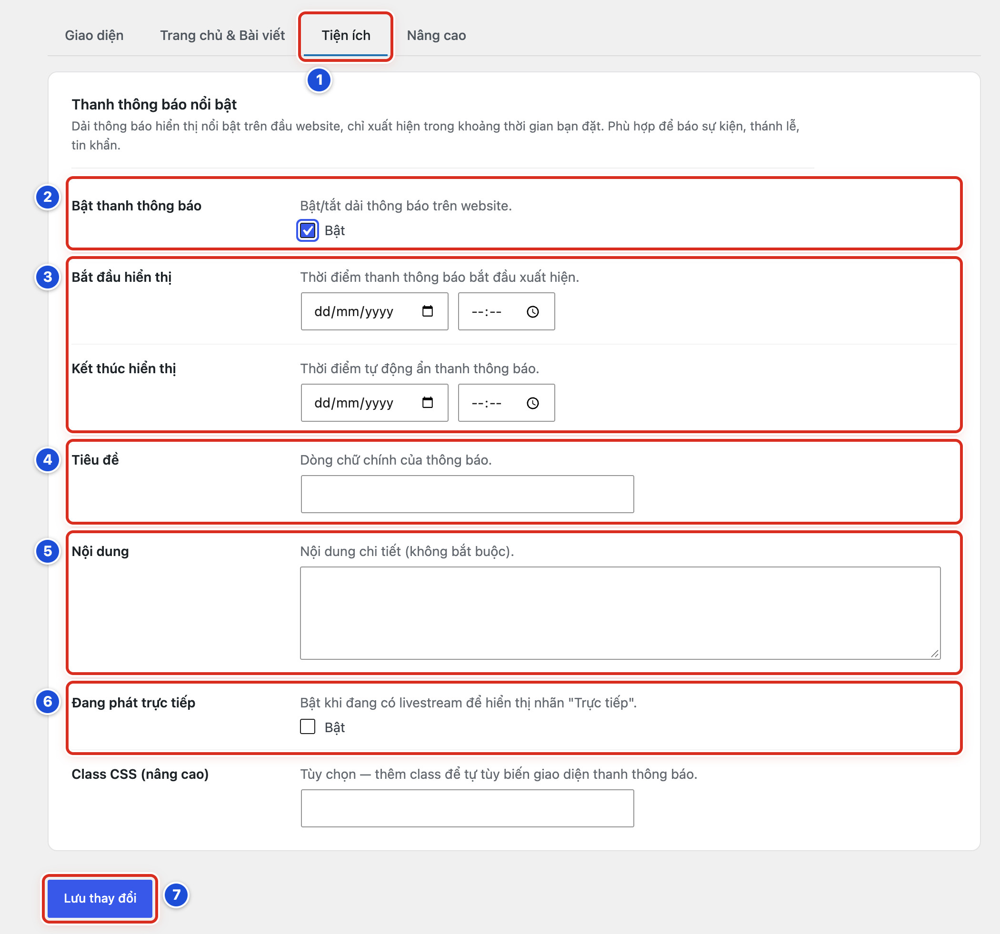 Giao diện
Trang chủ & Bài viết
Tiện ích
Nâng cao
1
Thanh thông báo nổi bật
Dải thông báo hiển thị nổi bật trên đầu website, chỉ xuất hiện trong khoảng thời gian bạn đặt. Phù hợp để báo sự kiện, thánh lễ,
tin khẩn.
2
Bật thanh thông báo
Bật/tắt dải thông báo trên website.
Bật
3
Bắt đầu hiển thị
Thời điểm thanh thông báo bắt đầu xuất hiện.
dd/mm/yyyy
--:--
Kết thúc hiển thị
Thời điểm tự động ẩn thanh thông báo.
dd/mm/yyyy
--:--
4
Tiêu đề
Dòng chữ chính của thông báo.
5
Nội dung
Nội dung chi tiết (không bắt buộc).
6
Đang phát trực tiếp
Bật khi đang có livestream để hiển thị nhãn "Trực tiếp".
Bật
Class CSS (nâng cao)
Tùy chọn — thêm class để tự tùy biến giao diện thanh thông báo.
Lưu thay đổi
7